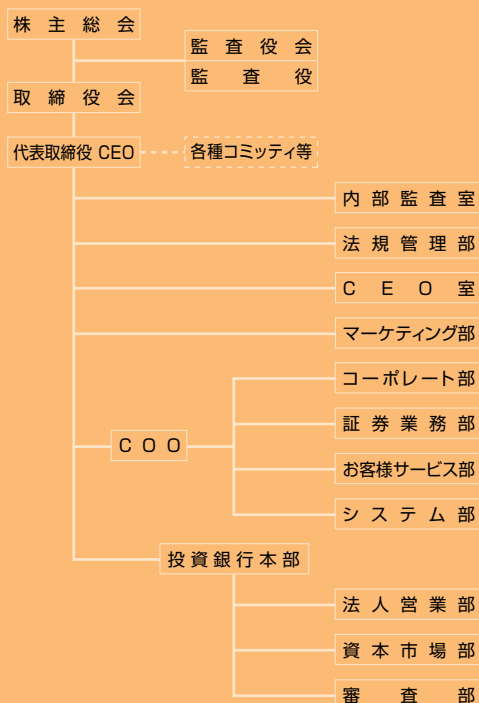 株主総会
監査役会
監査役
取締役会
代表取締役 CEO
各種コミッティ等
内部監査室
法規管理部
CEO室
マーケティング部
コーポレート部
証券業務部
COO
お客様サービス部
システム部
投資銀行本部
法人営業部
資本市場部
審査部